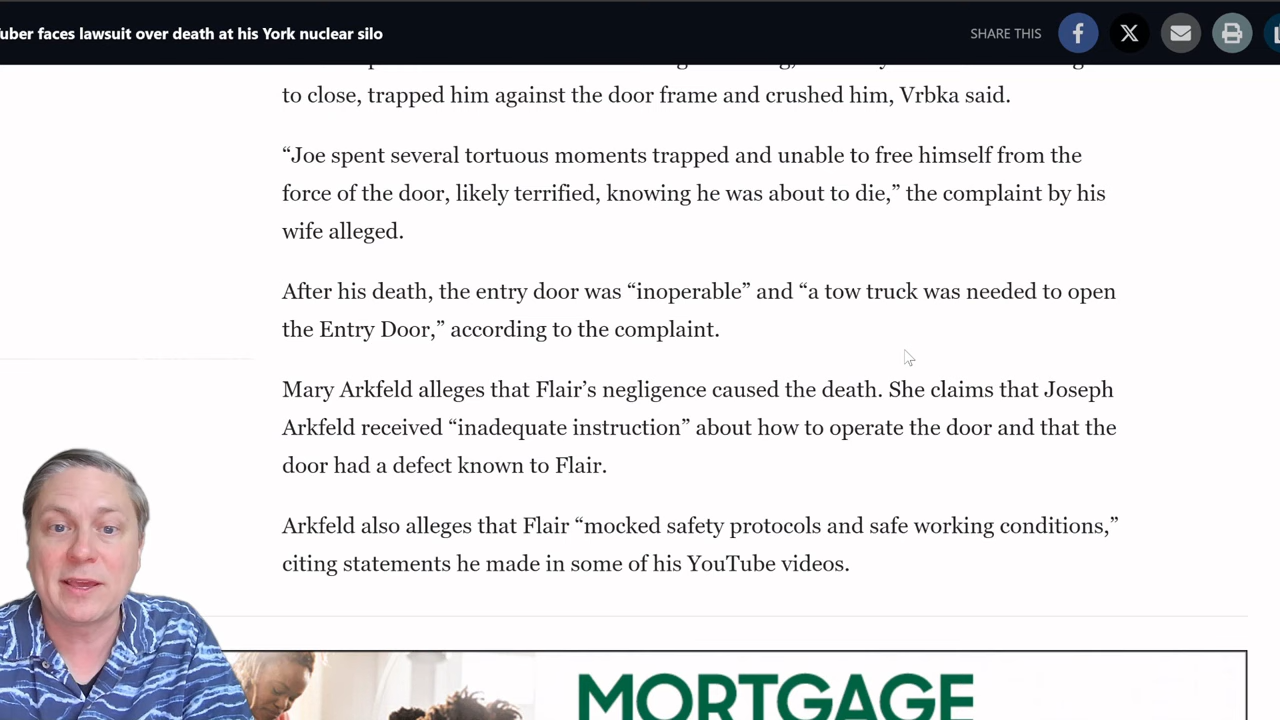 uber faces lawsuit over death at his York nuclear silo
SHARE THIS
to close, trapped him against the door frame and crushed him, Vrbka said.
“Joe spent several tortuous moments trapped and unable to free himself from the
force of the door, likely terrified, knowing he was about to die,” the complaint by his
wife alleged.
After his death, the entry door was “inoperable” and “a tow truck was needed to open
the Entry Door,” according to the complaint.
Mary Arkfeld alleges that Flair’s negligence caused the death. She claims that Joseph
Arkfeld received “inadequate instruction” about how to operate the door and that the
door had a defect known to Flair.
Arkfeld also alleges that Flair “mocked safety protocols and safe working conditions,”
citing statements he made in some of his YouTube videos.
MORTGAGE